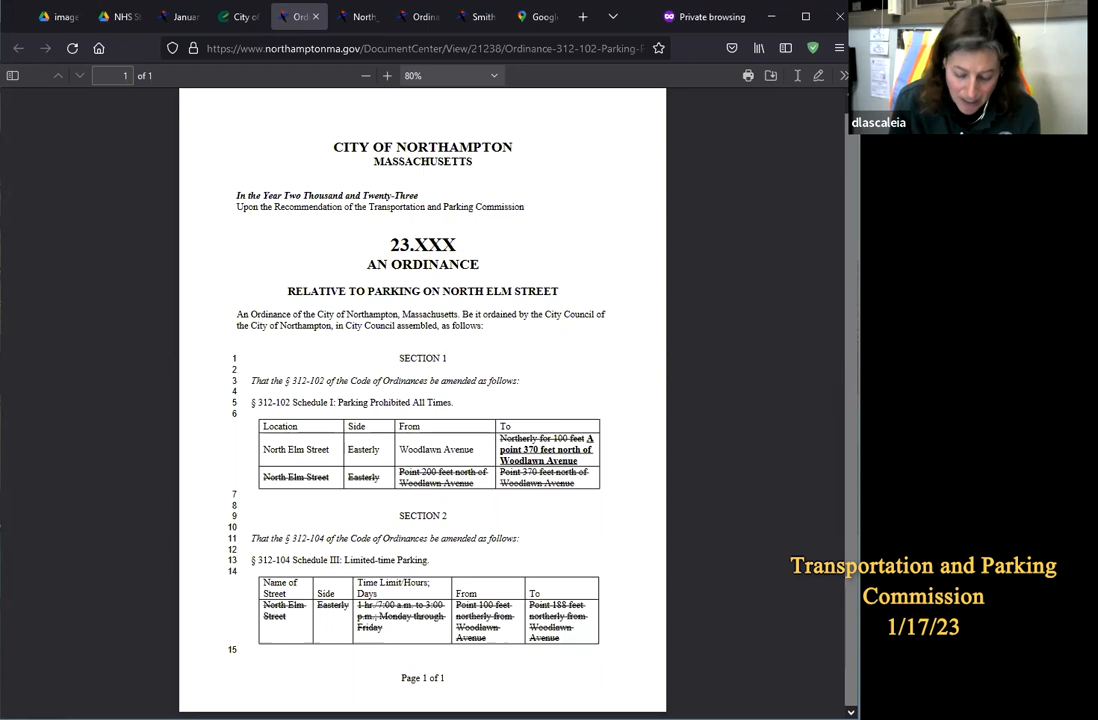 imag
NHS S
Januar
City of
Ord
North_
Ordina
Smith
Googl
Private browsing
https://www.northamptonma.gov/DocumentCenter/View/21238/Ordinance-312-102-Parking-
1 of 1
80%
dlascaleia
CITY OF NORTHAMPTON
MASSACHUSETTS
In the Year Two Thousand and Twenty-Three
Upon the Recommendation of the Transportation and Parking Commission
23.XXX
AN ORDINANCE
RELATIVE TO PARKING ON NORTH ELM STREET
An Ordinance of the City of Northampton, Massachusetts. Be it ordained by the City Council of
the City of Northampton, in City Council assembled, as follows:
1 SECTION 1
2
3 That the § 312-102 of the Code of Ordinances be amended as follows:
4
5 § 312-102 Schedule I: Parking Prohibited All Times.
6
Location Side From To
North Elm Street Easterly Woodlawn Avenue Northerly for 100 feet A
point 370 feet north of
Woodlawn Avenue
North Elm Street Easterly Point 200 feet north of Point 370 feet north of
Woodlawn Avenue Woodlawn Avenue
7
8
9 SECTION 2
10
11 That the § 312-104 of the Code of Ordinances be amended as follows:
12
13 § 312-104 Schedule III: Limited-time Parking.
14
Name of Time Limit/Hours;
Street Side Days From To
North Elm Easterly 1 hr./7:00 a.m. to 3:00 Point 100 feet Point 188 feet
Street p.m.; Monday through northerly from northerly from
Friday Woodlawn Woodlawn
Avenue Avenue
15
Page 1 of 1
Transportation and Parking
Commission
1/17/23